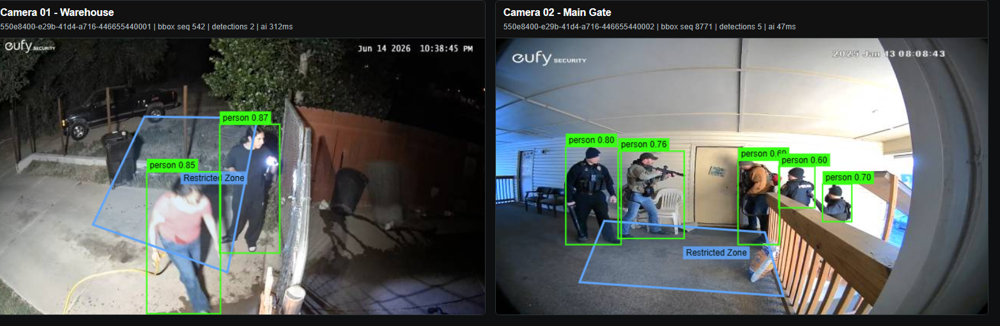 Camera 01 - Warehouse
550e8400-e29b-41d4-a716-446655440001 | bbox seq 542 | detections 2 | ai 312ms
eufy SECURITY
Jun 14 2026 10:38:45 PM
person 0.87
person 0.85
Restricted Zone
Camera 02 - Main Gate
550e8400-e29b-41d4-a716-446655440002 | bbox seq 8771 | detections 5 | ai 47ms
eufy SECURITY
2025 Jan 13 08:08:43
person 0.80
person 0.76
person 0.60
person 0.70
Restricted Zone